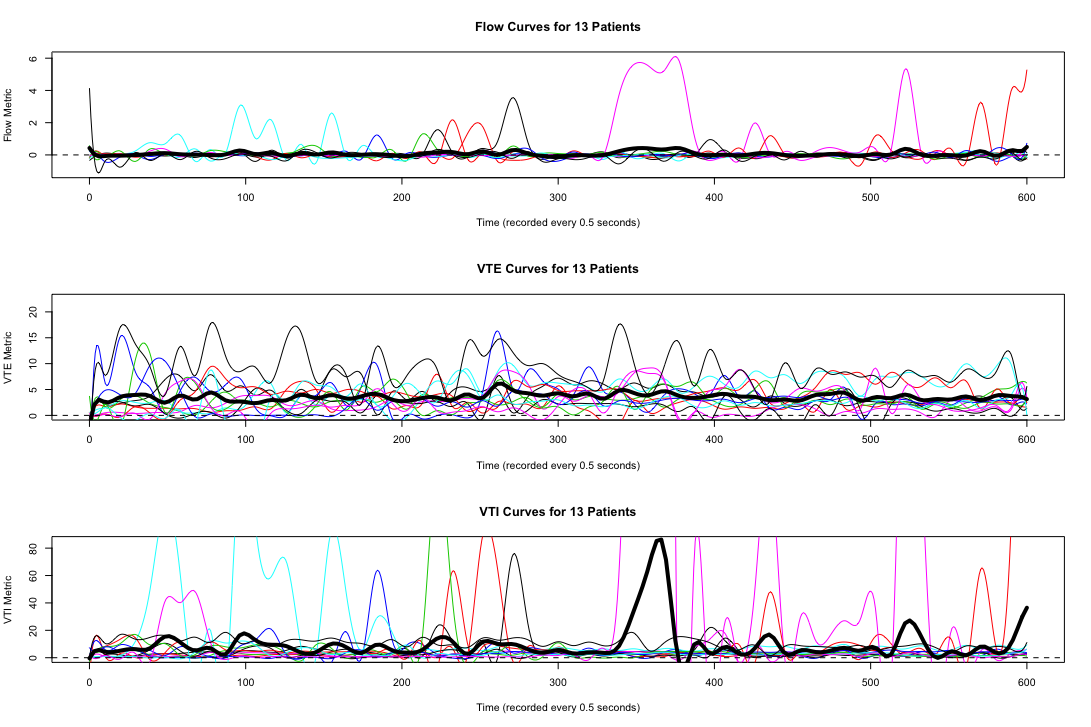 Flow Curves for 13 Patients
Flow Metric
6
4
2
0
0 100 200 300 400 500 600
Time (recorded every 0.5 seconds)
VTE Curves for 13 Patients
VTE Metric
20
15
10
5
0
0 100 200 300 400 500 600
Time (recorded every 0.5 seconds)
VTI Curves for 13 Patients
VTI Metric
80
60
40
20
0
0 100 200 300 400 500 600
Time (recorded every 0.5 seconds)